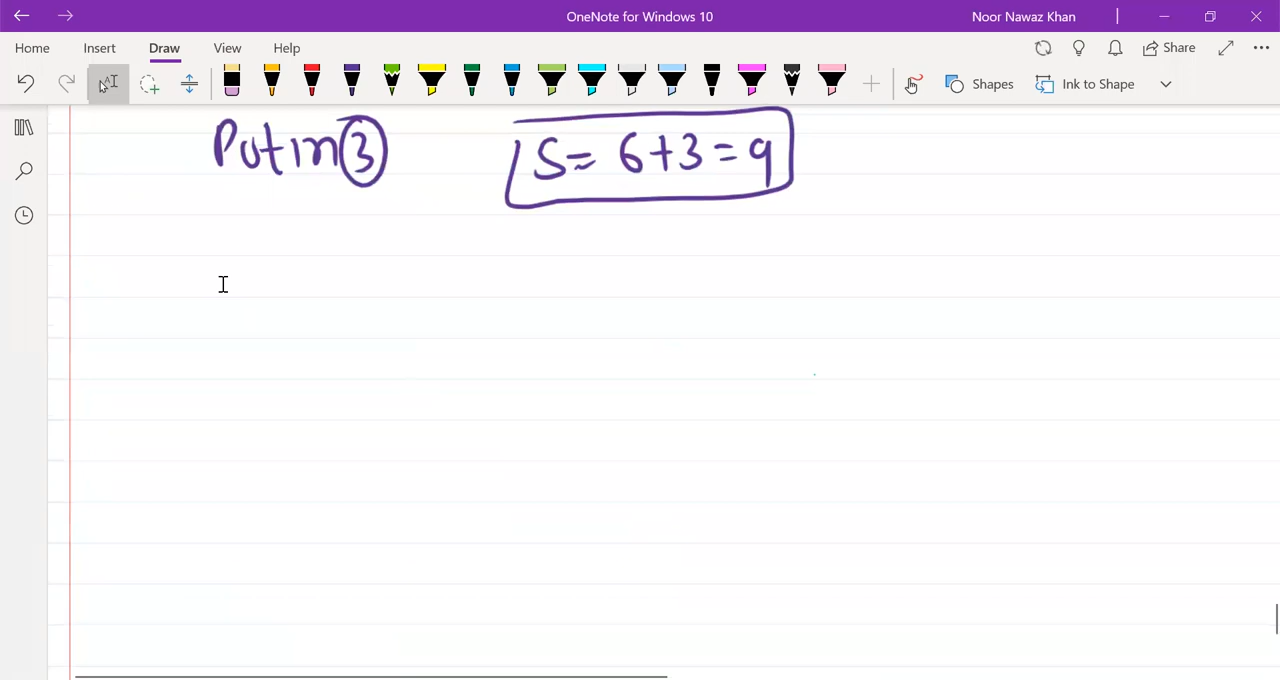 OneNote for Windows 10
Noor Nawaz Khan
Home Insert Draw View Help
Share
Shapes
Ink to Shape
Put in ③
S = 6+3 = 9